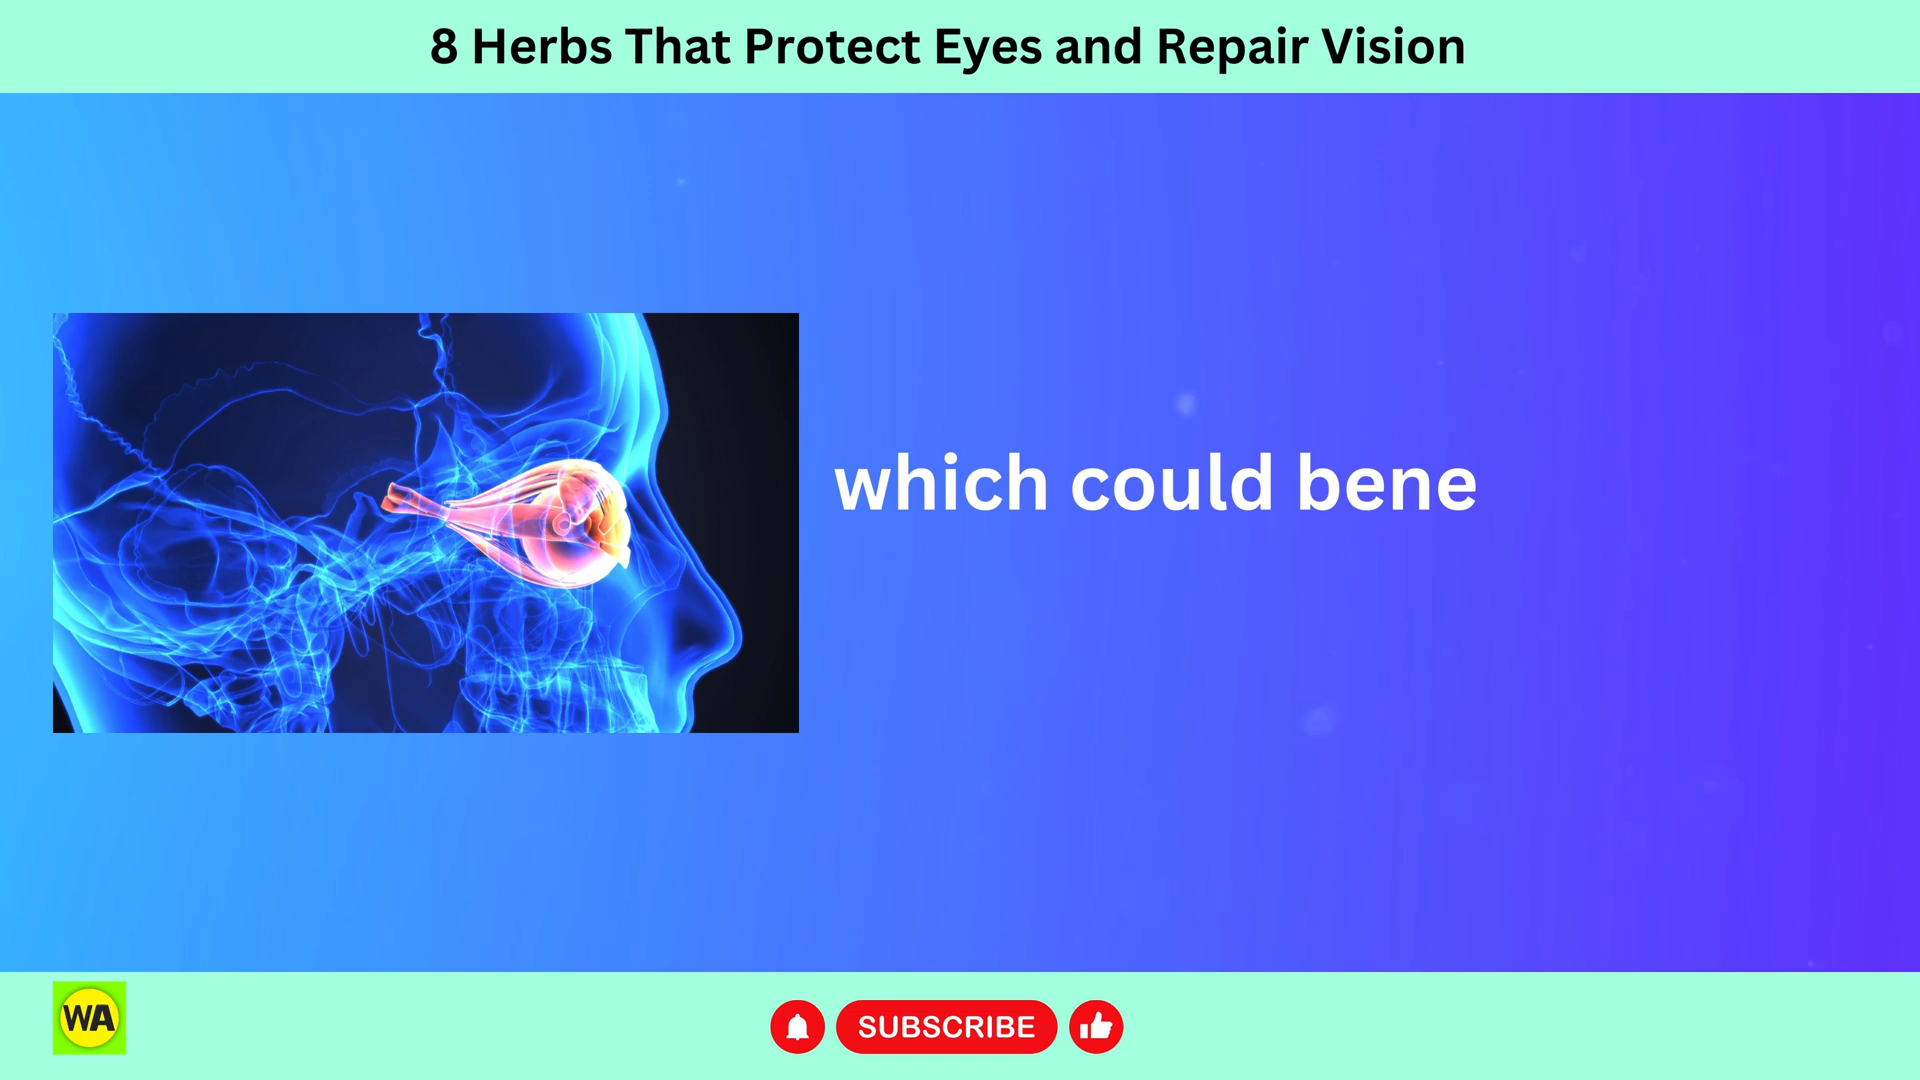 8 Herbs That Protect Eyes and Repair Vision
which could bene
WA
SUBSCRIBE